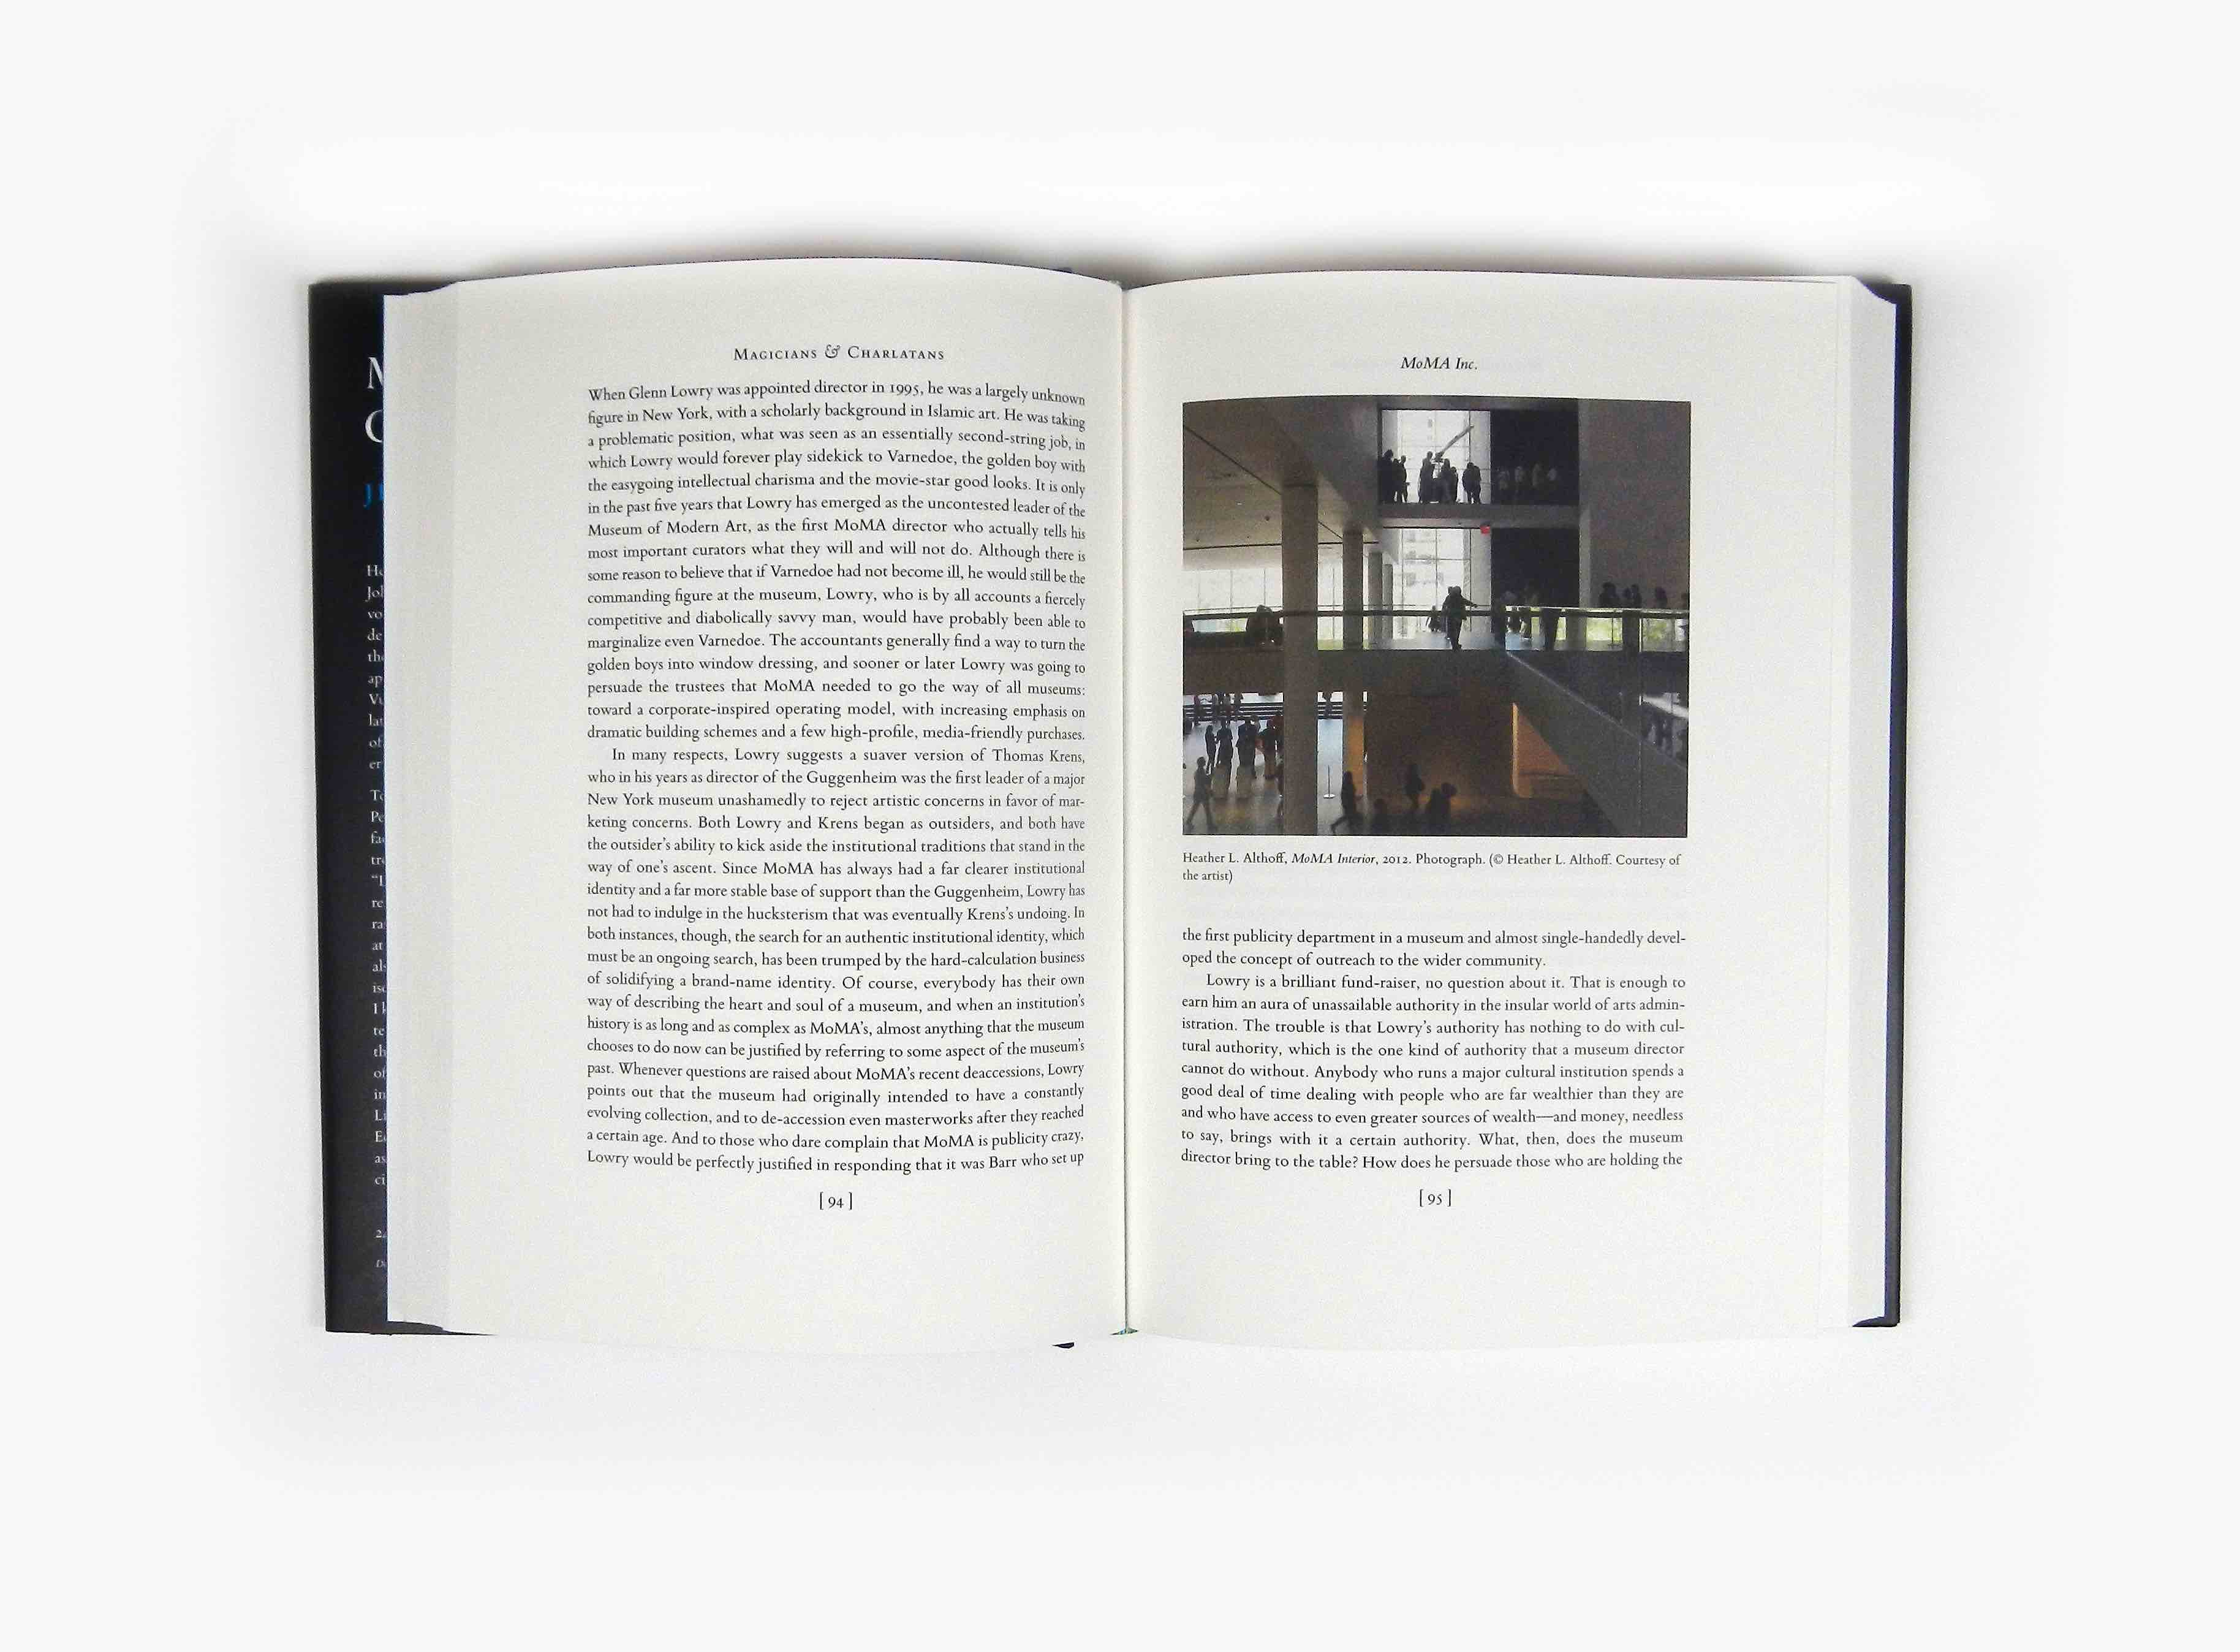 MAGICIANS & CHARLATANS
When Glenn Lowry was appointed director in 1995, he was a largely unknown
figure in New York, with a scholarly background in Islamic art. He was taking
a problematic position, what was seen as an essentially second-string job, in
which Lowry would forever play sidekick to Varnedoe, the golden boy with
the easygoing intellectual charisma and the movie-star good looks. It is only
in the past five years that Lowry has emerged as the uncontested leader of the
Museum of Modern Art, as the first MoMA director who actually tells his
most important curators what they will and will not do. Although there is
some reason to believe that if Varnedoe had not become ill, he would still be the
commanding figure at the museum, Lowry, who is by all accounts a fiercely
competitive and diabolically savvy man, would have probably been able to
marginalize even Varnedoe. The accountants generally find a way to turn the
golden boys into window dressing, and sooner or later Lowry was going to
persuade the trustees that MoMA needed to go the way of all museums:
toward a corporate-inspired operating model, with increasing emphasis on
dramatic building schemes and a few high-profile, media-friendly purchases.
In many respects, Lowry suggests a suaver version of Thomas Krens,
who in his years as director of the Guggenheim was the first leader of a major
New York museum unashamedly to reject artistic concerns in favor of mar-
keting concerns. Both Lowry and Krens began as outsiders, and both have
the outsider's ability to kick aside the institutional traditions that stand in the
way of one's ascent. Since MoMA has always had a far clearer institutional
identity and a far more stable base of support than the Guggenheim, Lowry has
not had to indulge in the hucksterism that was eventually Krens's undoing. In
both instances, though, the search for an authentic institutional identity, which
must be an ongoing search, has been trumped by the hard-calculation business
of solidifying a brand-name identity. Of course, everybody has their own
way of describing the heart and soul of a museum, and when an institution's
history is as long and as complex as MoMA's, almost anything that the museum
chooses to do now can be justified by referring to some aspect of the museum's
past. Whenever questions are raised about MoMA's recent deaccessions, Lowry
points out that the museum had originally intended to have a constantly
evolving collection, and to de-accession even masterworks after they reached
a certain age. And to those who dare complain that MoMA is publicity crazy,
Lowry would be perfectly justified in responding that it was Barr who set up
[ 94 ]
MoMA Inc.
Heather L. Althoff, MoMA Interior, 2012. Photograph. (© Heather L. Althoff. Courtesy of
the artist)
the first publicity department in a museum and almost single-handedly devel-
oped the concept of outreach to the wider community.
Lowry is a brilliant fund-raiser, no question about it. That is enough to
earn him an aura of unassailable authority in the insular world of arts admin-
istration. The trouble is that Lowry's authority has nothing to do with cul-
tural authority, which is the one kind of authority that a museum director
cannot do without. Anybody who runs a major cultural institution spends a
good deal of time dealing with people who are far wealthier than they are
and who have access to even greater sources of wealth—and money, needless
to say, brings with it a certain authority. What, then, does the museum
director bring to the table? How does he persuade those who are holding the
[ 95 ]